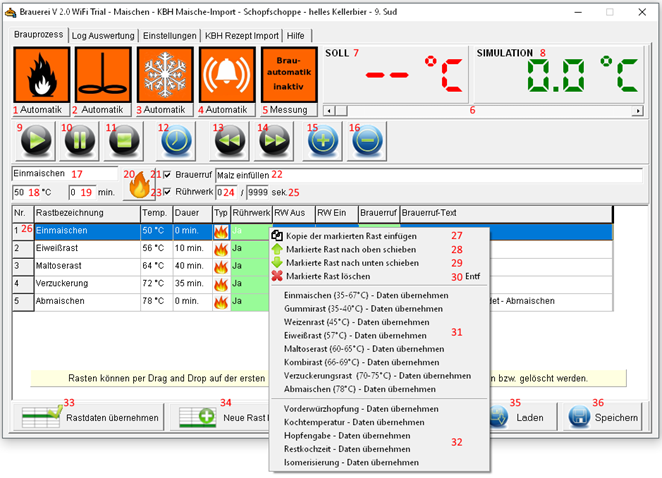 Brauerei V 2.0 WiFi Trial - Maischen - KBH Maische-Import - Schopfschoppe - helles Kellerbier - 9. Sud
Brauprozess Log Auswertung Einstellungen KBH Rezept Import Hilfe
Brau-
automatik
inaktiv
SOLL 7 SIMULATION 8
-- °C 0.0 °C
1 Automatik 2 Automatik 3 Automatik 4 Automatik 5 Messung 6
9 10 11 12 13 14 15 16
Einmaischen 17 20 21 Brauerruf Malz einfüllen 22
50 18 °C 0 19 min. 23 Rührwerk 0 24 / 9999 sek. 25
Nr. Rastbezeichnung Temp. Dauer Typ Rührwerk RW Aus RW Ein Brauerruf Brauerruf-Text
1 26 Einmaischen 50 °C 0 min. Ja
2 Eiweißrast 56 °C 10 min. Ja
3 Maltoserast 64 °C 40 min. Ja
4 Verzuckerung 72 °C 35 min. Ja
5 Abmaischen 78 °C 0 min. Ja det - Abmaischen
Kopie der markierten Rast einfügen 27
Markierte Rast nach oben schieben 28
Markierte Rast nach unten schieben 29
Markierte Rast löschen 30 Entf
Einmaischen (35-67°C) - Daten übernehmen
Gummirast (35-40°C) - Daten übernehmen
Weizenrast (45°C) - Daten übernehmen
Eiweißrast (57°C) - Daten übernehmen 31
Maltoserast (60-65°C) - Daten übernehmen
Kombirast (66-69°C) - Daten übernehmen
Verzuckerungsrast (70-75°C) - Daten übernehmen
Abmaischen (78°C) - Daten übernehmen
Vorderwürzhopfung - Daten übernehmen
Kochtemperatur - Daten übernehmen
Hopfengabe - Daten übernehmen 32
Restkochzeit - Daten übernehmen
Isomerisierung - Daten übernehmen
Rasten können per Drag and Drop auf der ersten en bzw. gelöscht werden.
33 34 35 36
Rastdaten übernehmen Neue Rast Laden Speichern